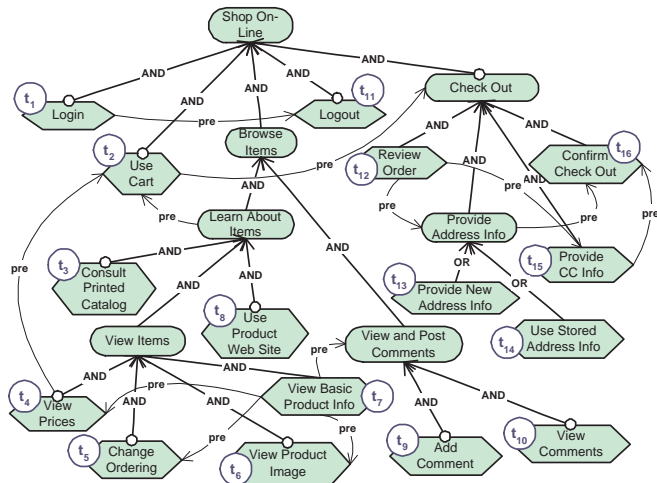 Shop On-
Line
AND
AND
AND
AND
AND
t1
Login
pre
t11
Logout
Check Out
t2
Use
Cart
pre
Browse
Items
AND
AND
AND
AND
t12
Review
Order
t16
Confirm
Check Out
pre
pre
pre
pre
AND
Learn About
Items
pre
Provide
Address Info
t15
Provide
CC Info
pre
AND
AND
AND
AND
t3
Consult
Printed
Catalog
OR
OR
t13
Provide New
Address Info
t8
Use
Product
Web Site
t14
Use Stored
Address Info
View Items
View and Post
Comments
pre
AND
AND
AND
AND
t4
View
Prices
pre
View Basic
Product Info
t7
pre
pre
AND
AND
t5
Change
Ordering
t6
View Product
Image
t9
Add
Comment
t10
View
Comments